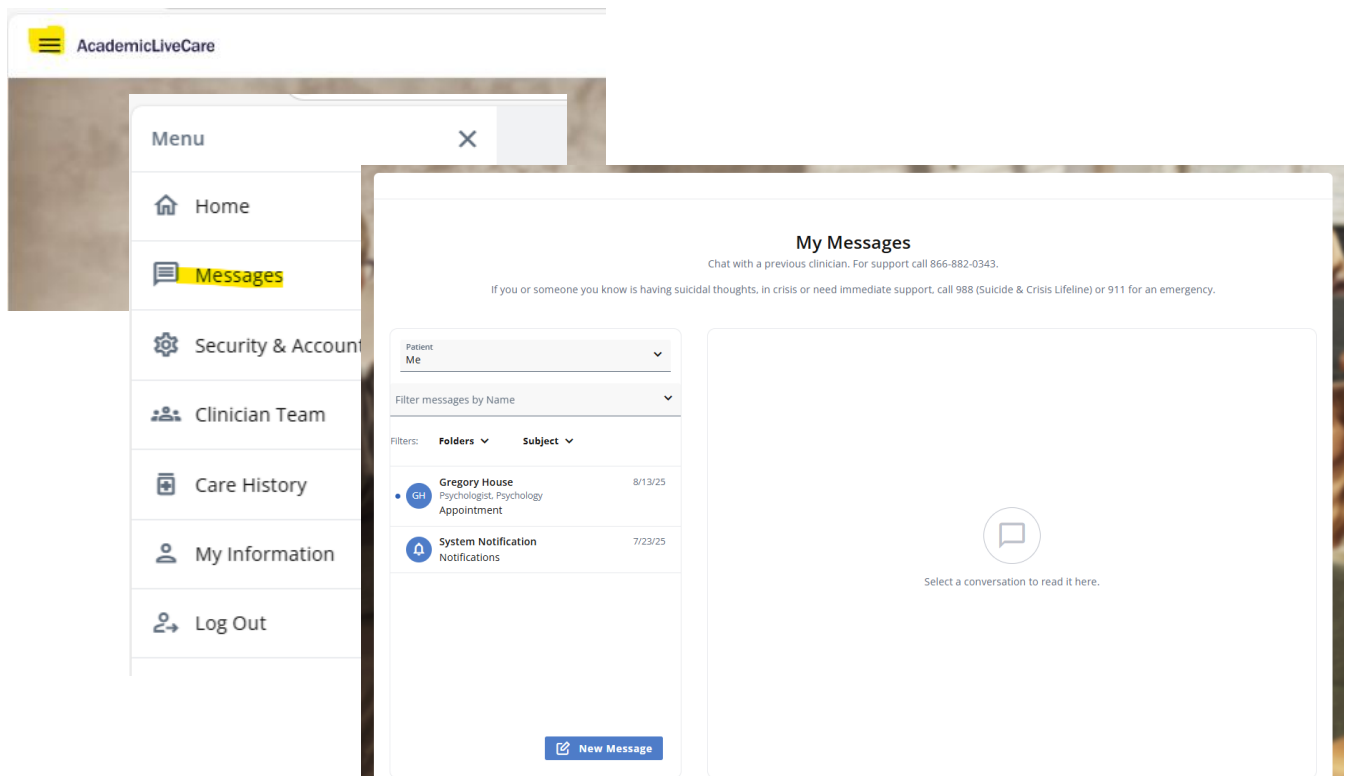 AcademicLiveCare
Menu
Home
Messages
Security & Account
Clinician Team
Care History
My Information
Log Out
My Messages
Chat with a previous clinician. For support call 866-882-0343.
If you or someone you know is having suicidal thoughts, in crisis or need immediate support, call 988 (Suicide & Crisis Lifeline) or 911 for an emergency.
Patient
Me
Filter messages by Name
Filters: Folders Subject
GH Gregory House 8/13/25
Psychologist, Psychology
Appointment
System Notification 7/23/25
Notifications
New Message
Select a conversation to read it here.